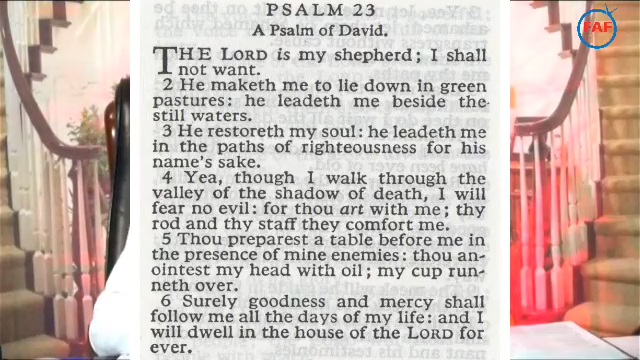 PSALM 23
A Psalm of David.
THE LORD is my shepherd; I shall
not want.
2 He maketh me to lie down in green
pastures: he leadeth me beside the
still waters.
3 He restoreth my soul: he leadeth me
in the paths of righteousness for his
name's sake.
4 Yea, though I walk through the
valley of the shadow of death, I will
fear no evil: for thou art with me; thy
rod and thy staff they comfort me.
5 Thou preparest a table before me in
the presence of mine enemies: thou an-
ointest my head with oil; my cup run-
neth over.
6 Surely goodness and mercy shall
follow me all the days of my life: and I
will dwell in the house of the LORD for
ever.
FAF